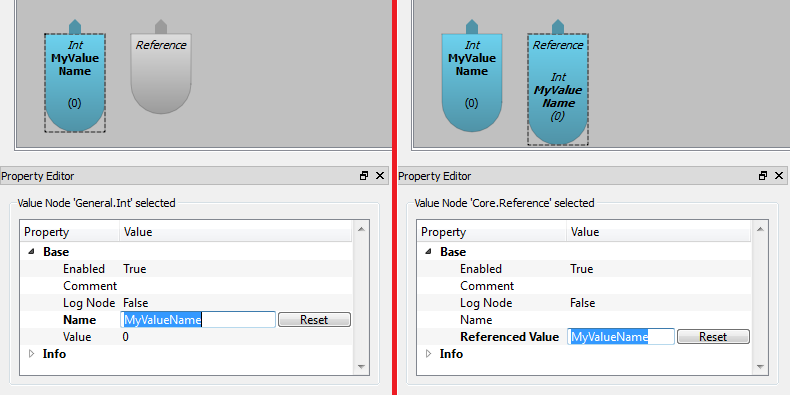 Int
MyValue
Name
(0)
Reference
Property Editor
Value Node 'General.Int' selected
Property Value
Base
Enabled True
Comment
Log Node False
Name MyValueName Reset
Value 0
Info
Int
MyValue
Name
(0)
Reference
Int
MyValue
Name
(0)
Property Editor
Value Node 'Core.Reference' selected
Property Value
Base
Enabled True
Comment
Log Node False
Name
Referenced Value MyValueName Reset
Info